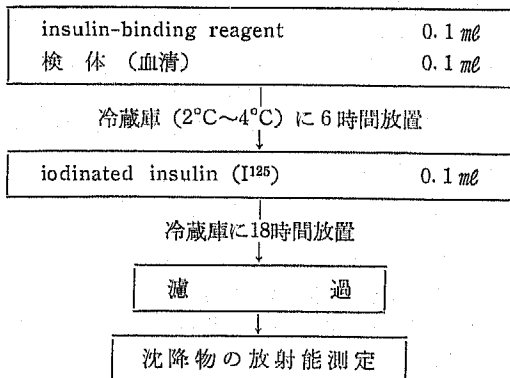 insulin-binding reagent 0.1 ㎖
検 体 (血清) 0.1 ㎖
冷蔵庫 (2°C~4°C) に6時間放置
iodinated insulin (I¹²⁵) 0.1 ㎖
冷蔵庫に18時間放置
濾 過
沈降物の放射能測定